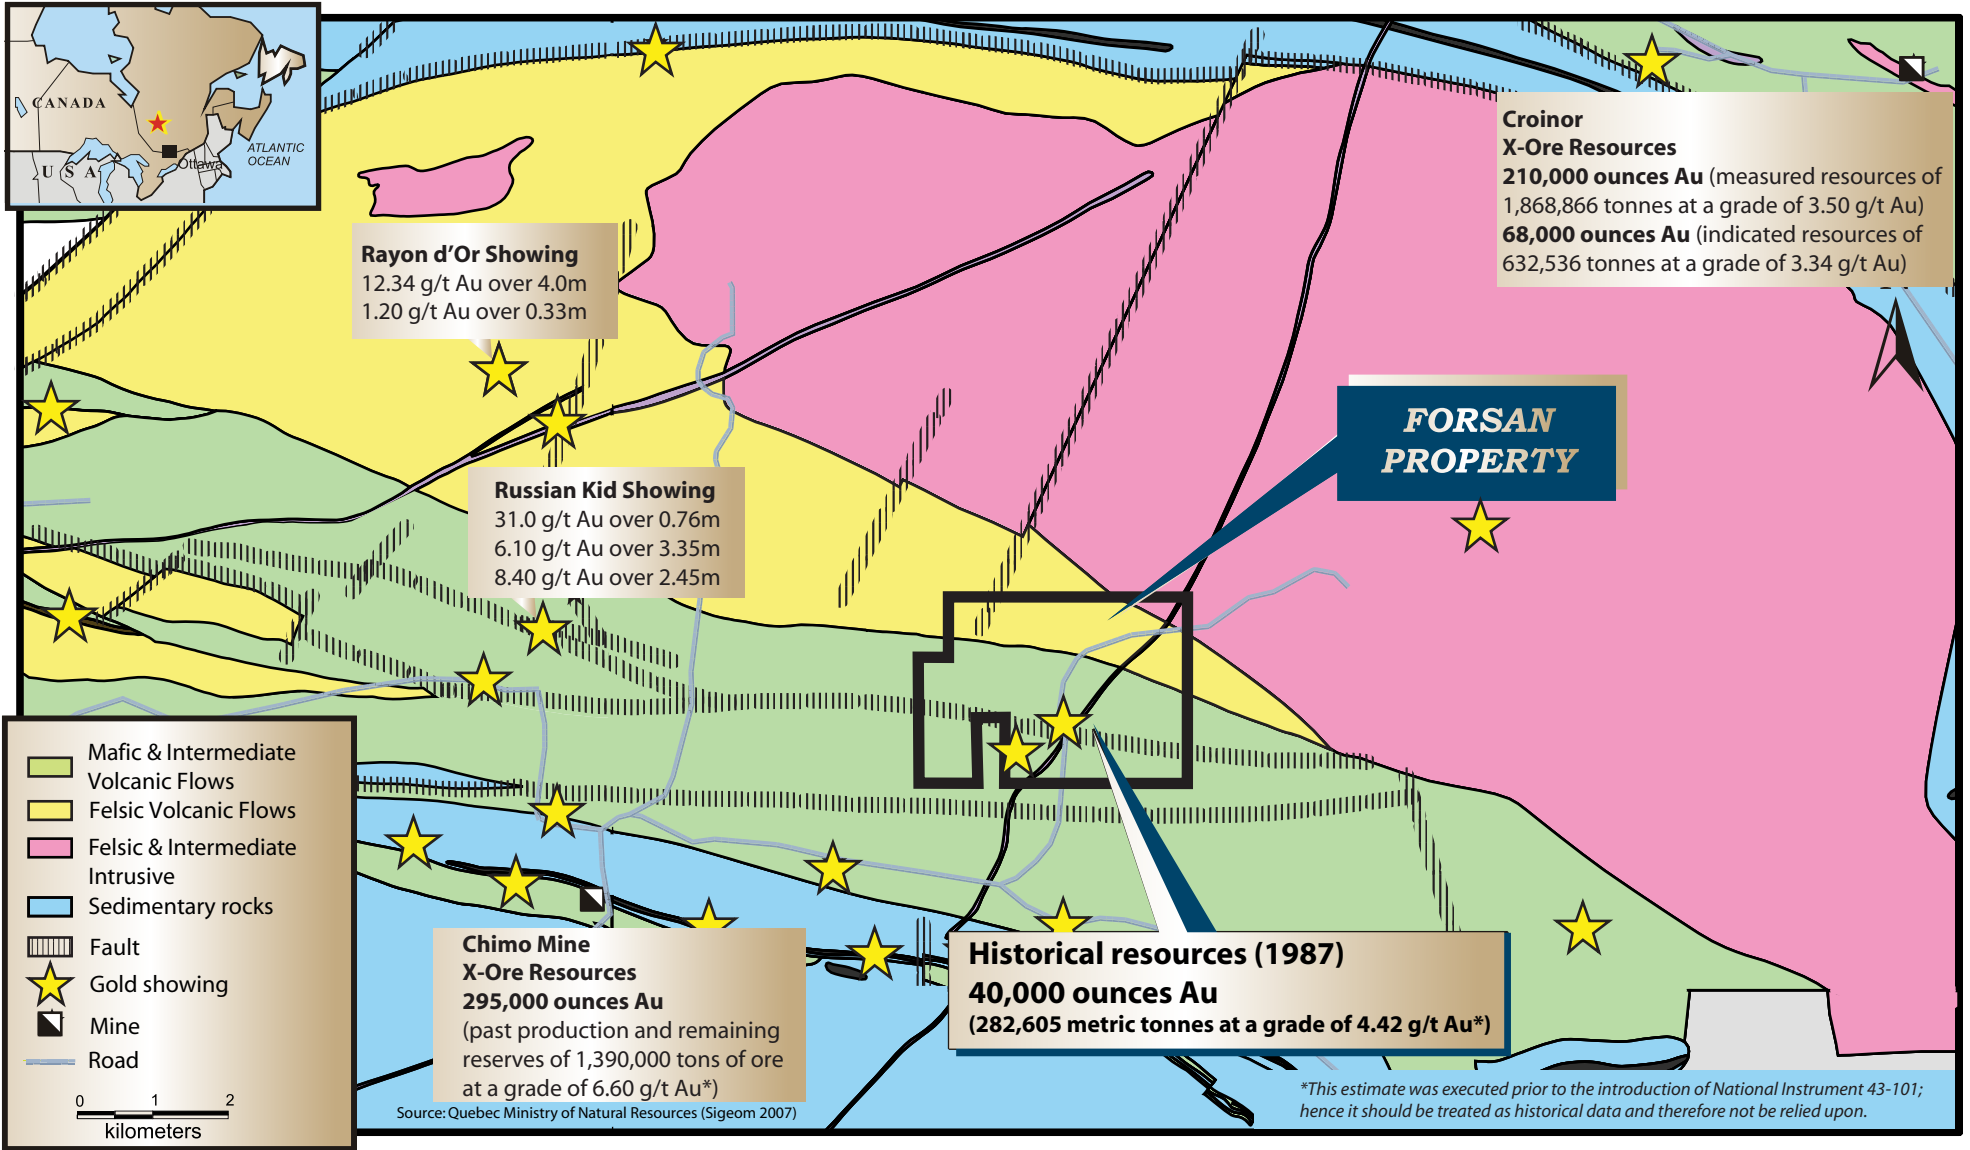 CANADA
U S A
Ottawa
ATLANTIC
OCEAN
Croinor
X-Ore Resources
210,000 ounces Au (measured resources of
1,868,866 tonnes at a grade of 3.50 g/t Au)
68,000 ounces Au (indicated resources of
632,536 tonnes at a grade of 3.34 g/t Au)
Rayon d’Or Showing
12.34 g/t Au over 4.0m
1.20 g/t Au over 0.33m
FORSAN
PROPERTY
Russian Kid Showing
31.0 g/t Au over 0.76m
6.10 g/t Au over 3.35m
8.40 g/t Au over 2.45m
Mafic & Intermediate
Volcanic Flows
Felsic Volcanic Flows
Felsic & Intermediate
Intrusive
Sedimentary rocks
Fault
Gold showing
Mine
Road
0 1 2
kilometers
Chimo Mine
X-Ore Resources
295,000 ounces Au
(past production and remaining
reserves of 1,390,000 tons of ore
at a grade of 6.60 g/t Au*)
Historical resources (1987)
40,000 ounces Au
(282,605 metric tonnes at a grade of 4.42 g/t Au*)
Source: Quebec Ministry of Natural Resources (Sigeom 2007)
*This estimate was executed prior to the introduction of National Instrument 43-101;
hence it should be treated as historical data and therefore not be relied upon.